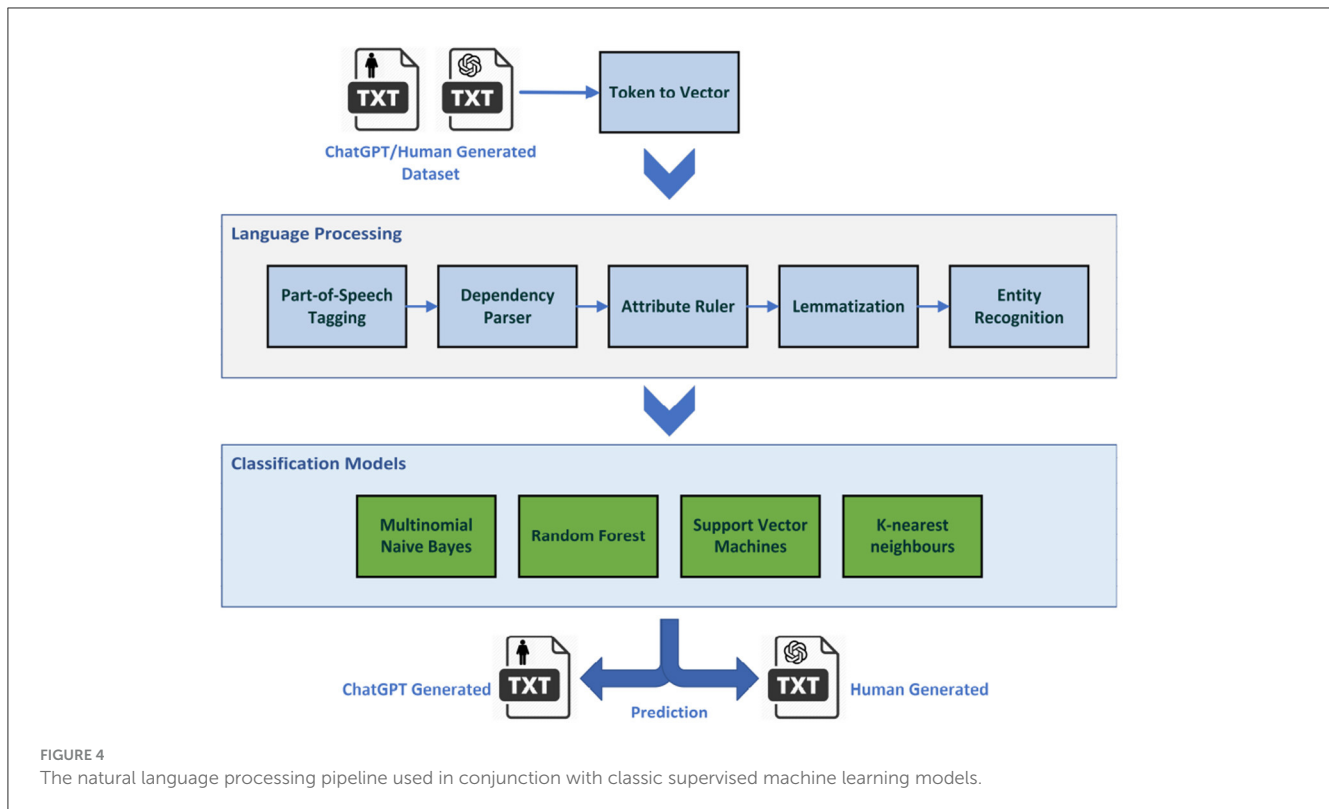 TXT TXT
ChatGPT/Human Generated
Dataset
Token to Vector
Language Processing
Part-of-Speech
Tagging
Dependency
Parser
Attribute Ruler
Lemmatization
Entity
Recognition
Classification Models
Multinomial
Naive Bayes
Random Forest
Support Vector
Machines
K-nearest
neighbours
ChatGPT Generated
TXT
Prediction
TXT
Human Generated
FIGURE 4
The natural language processing pipeline used in conjunction with classic supervised machine learning models.